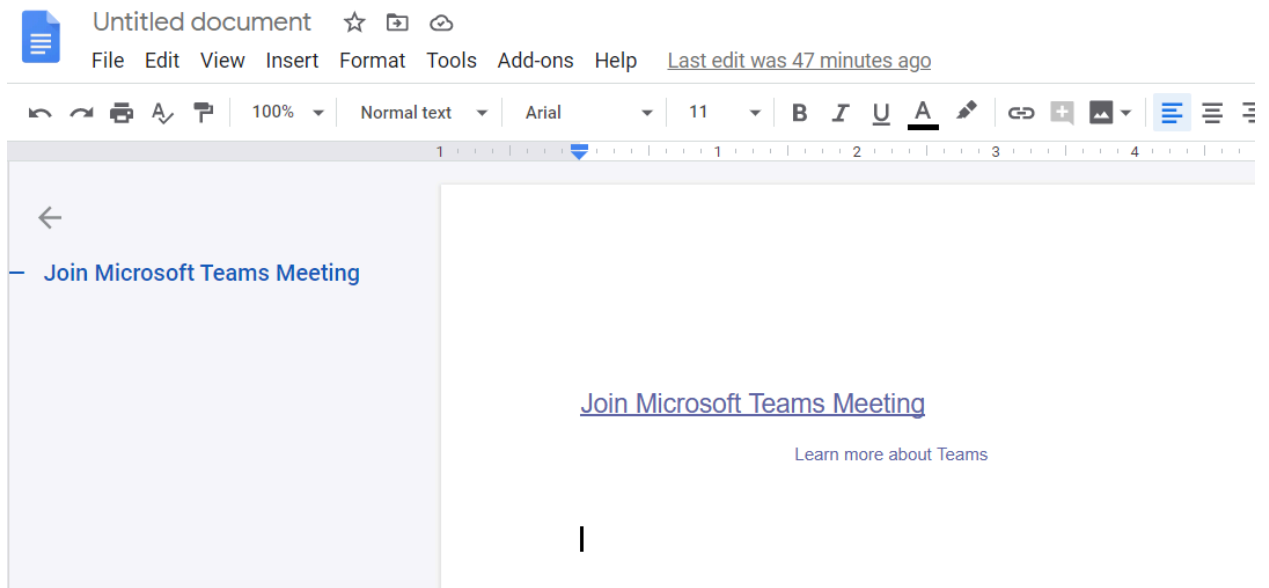 Untitled document
File Edit View Insert Format Tools Add-ons Help Last edit was 47 minutes ago
100% Normal text Arial 11 B I U A
1 1 2 3 4
Join Microsoft Teams Meeting
Join Microsoft Teams Meeting
Learn more about Teams